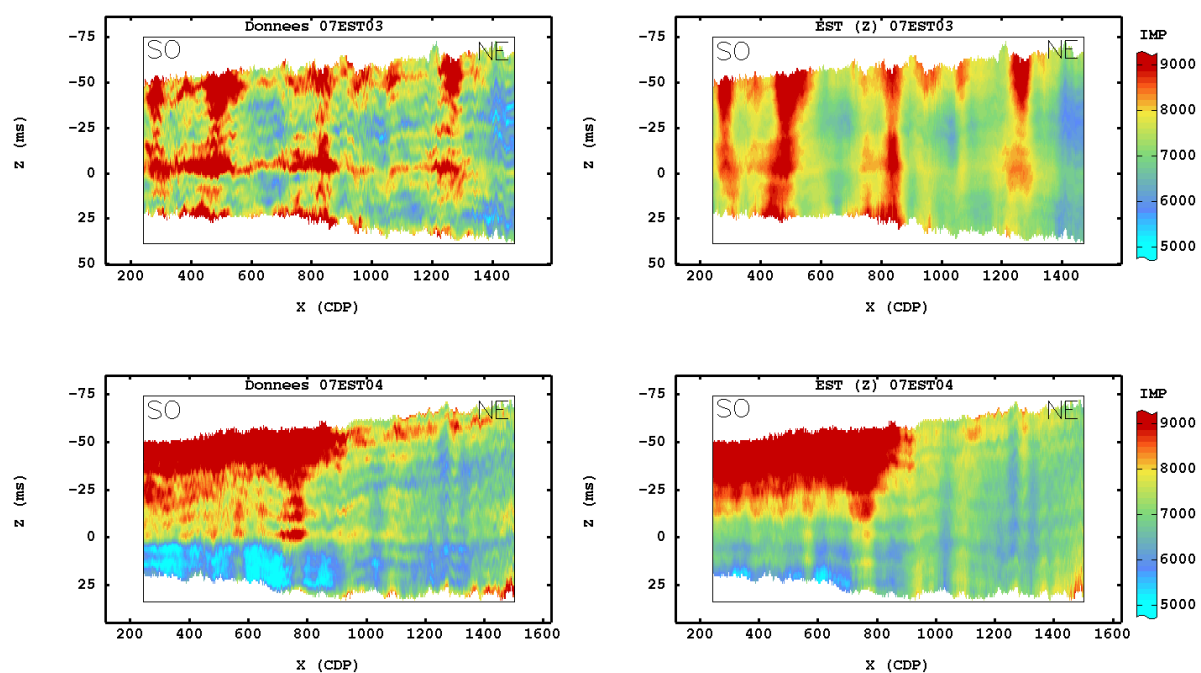 Donnees 07EST03
SO
NE
-75
-50
-25
0
25
50
Z (ms)
200 400 600 800 1000 1200 1400
X (CDP)
EST (Z) 07EST03
SO
NE
-75
-50
-25
0
25
50
Z (ms)
200 400 600 800 1000 1200 1400
X (CDP)
IMP
9000
8000
7000
6000
5000
Donnees 07EST04
SO
NE
-75
-50
-25
0
25
Z (ms)
200 400 600 800 1000 1200 1400 1600
X (CDP)
EST (Z) 07EST04
SO
NE
-75
-50
-25
0
25
Z (ms)
200 400 600 800 1000 1200 1400 1600
X (CDP)
IMP
9000
8000
7000
6000
5000